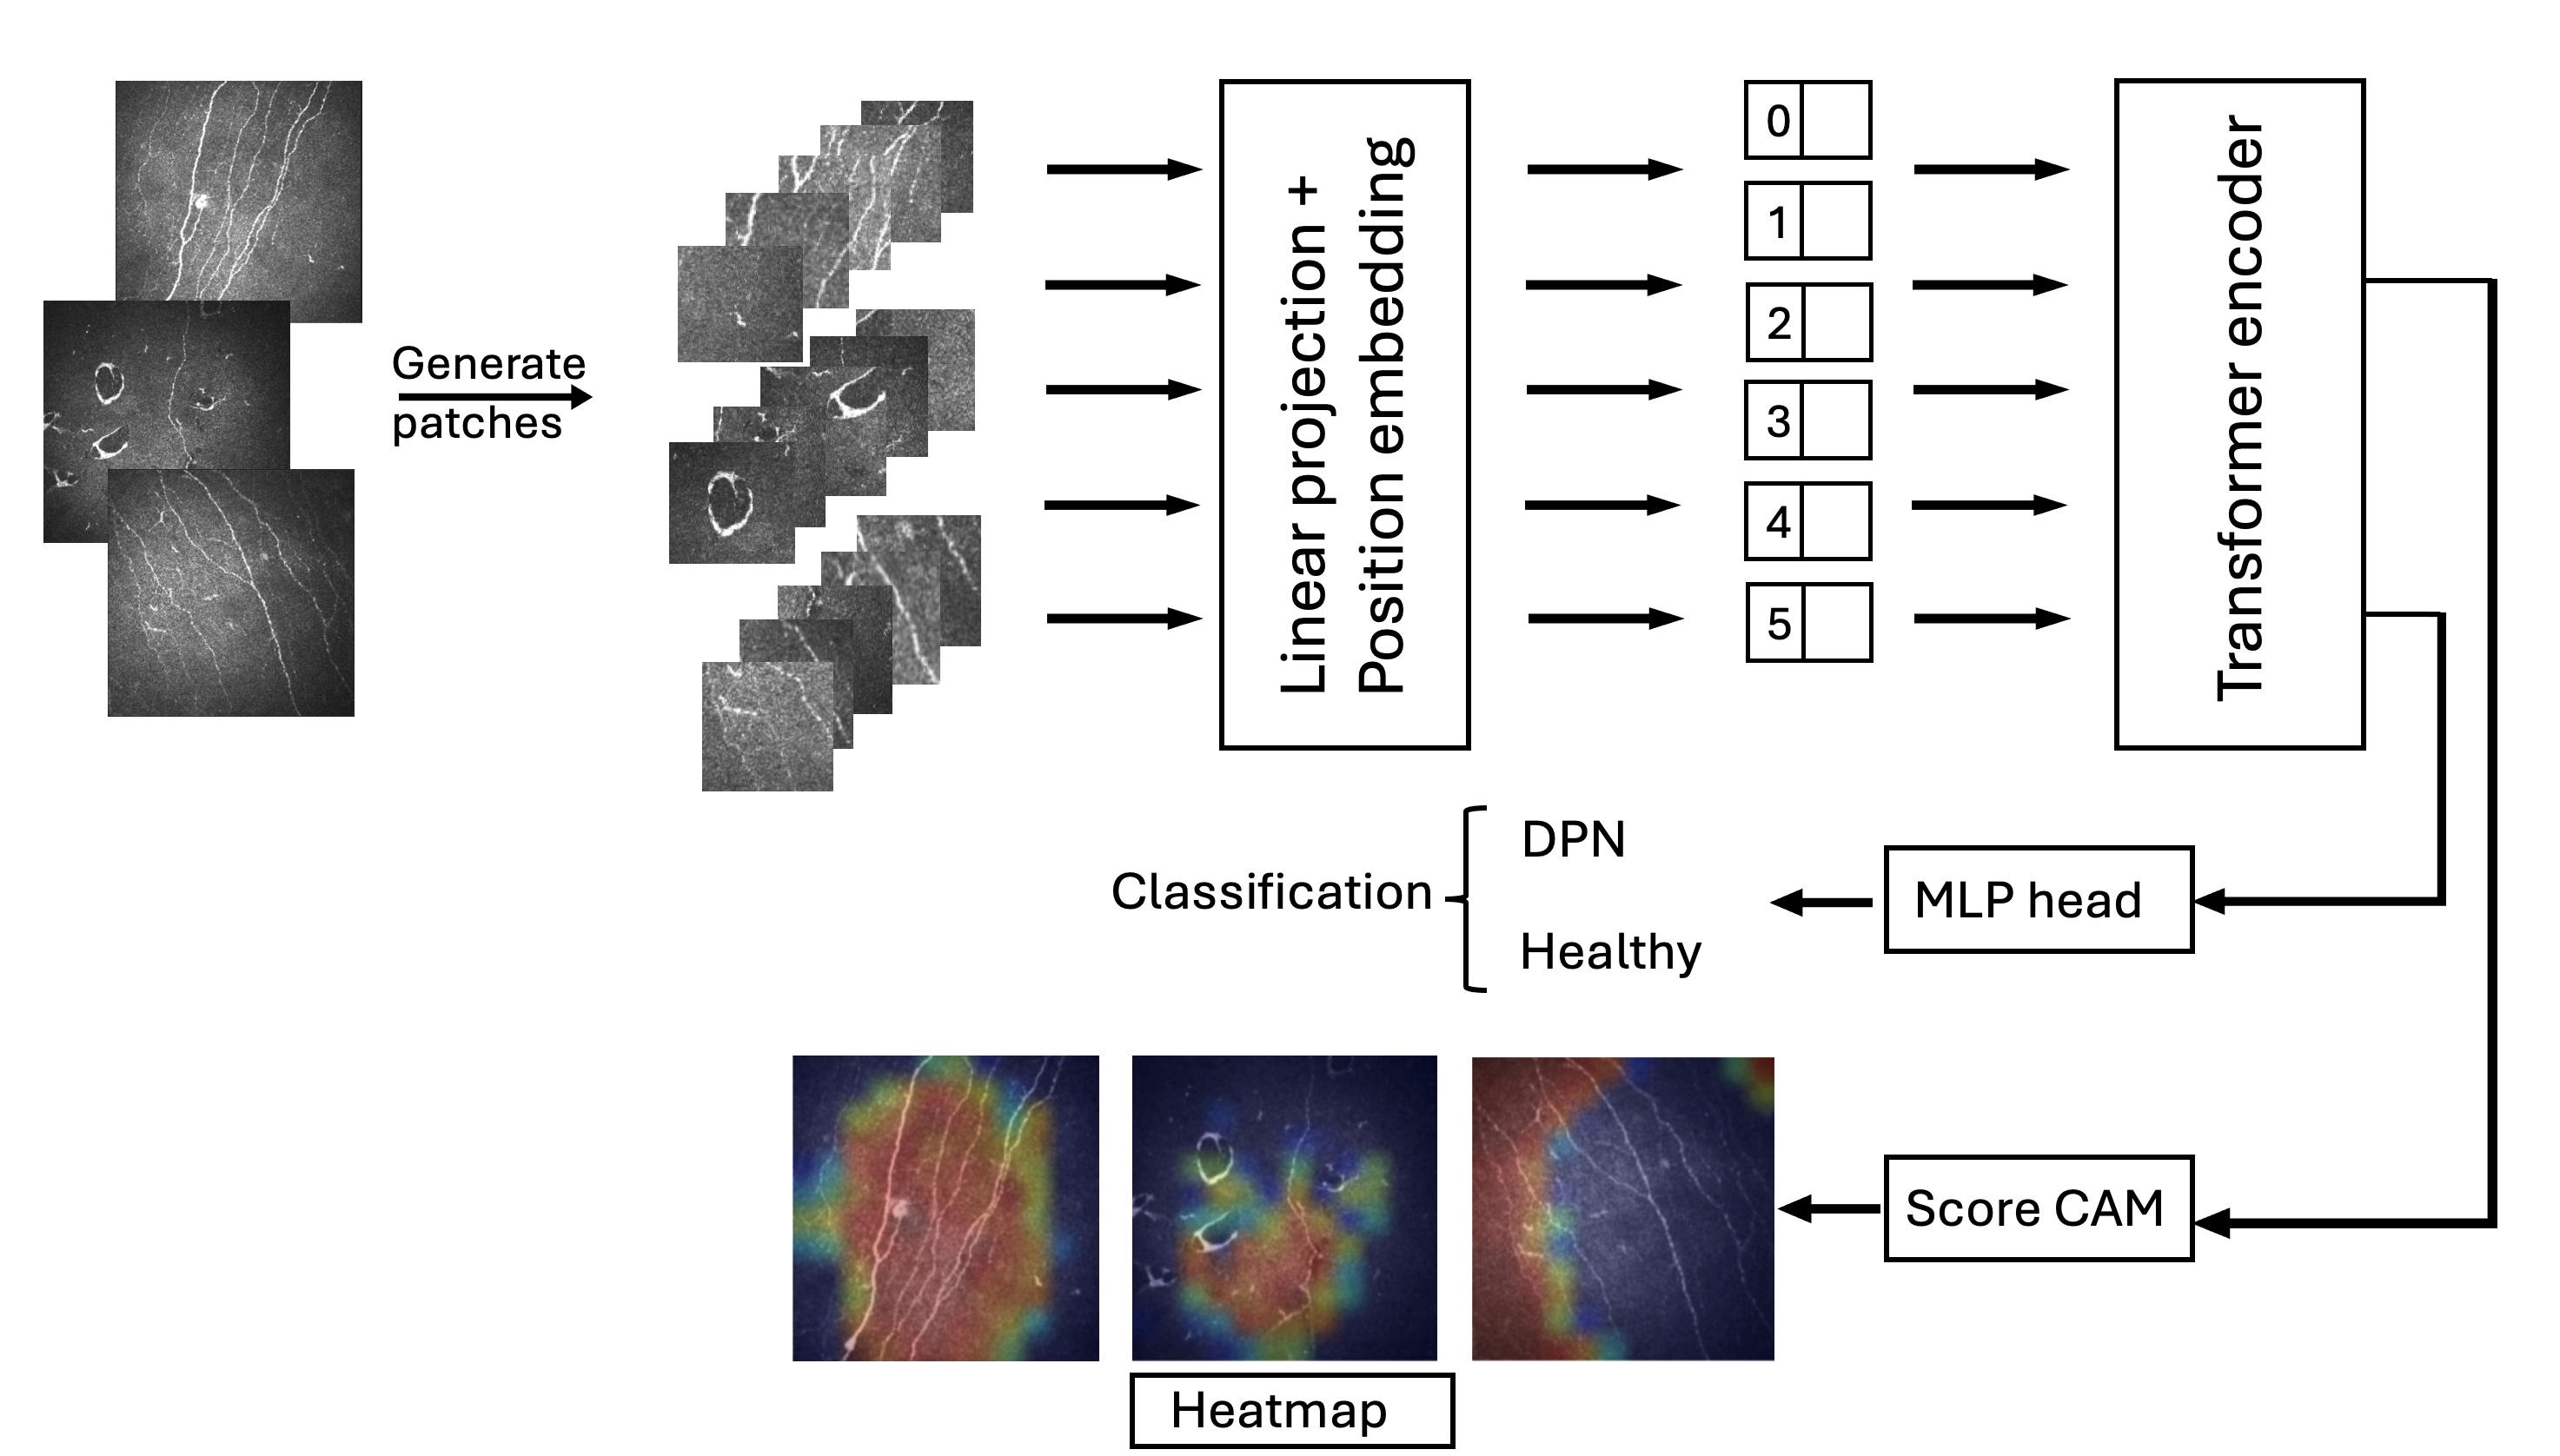 Generate
patches
Linear projection +
Position embedding
0
1
2
3
4
5
Transformer encoder
Classification
DPN
Healthy
MLP head
Score CAM
Heatmap